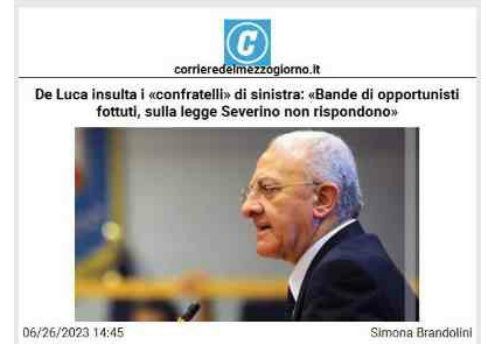 C
corrieredelmezzogiorno.it
De Luca insulta i «confratelli» di sinistra: «Bande di opportunisti
fottuti, sulla legge Severino non rispondono»
06/26/2023 14:45 Simona Brandolini